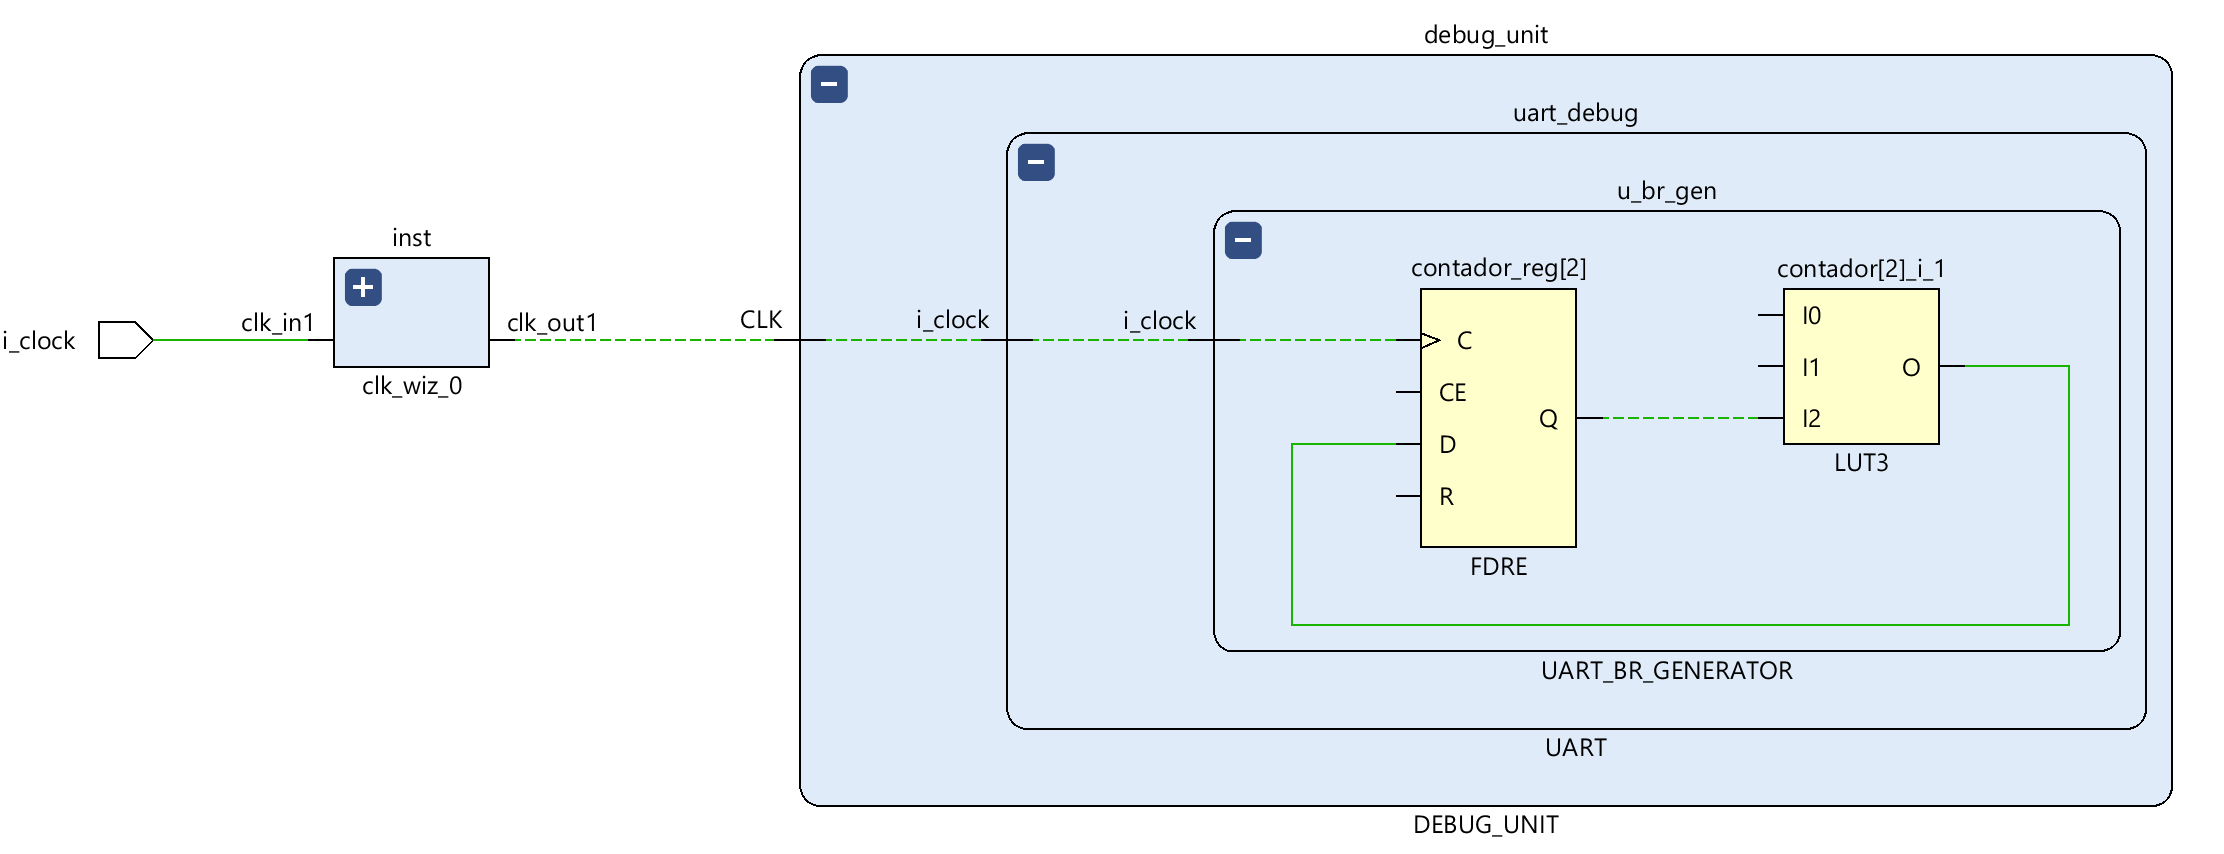 debug_unit
uart_debug
u_br_gen
inst
contador_reg[2]
contador[2]_i_1
i_clock
clk_in1
clk_out1
CLK
i_clock
i_clock
C
CE
D
R
Q
I0
I1
I2
O
clk_wiz_0
LUT3
FDRE
UART_BR_GENERATOR
UART
DEBUG_UNIT